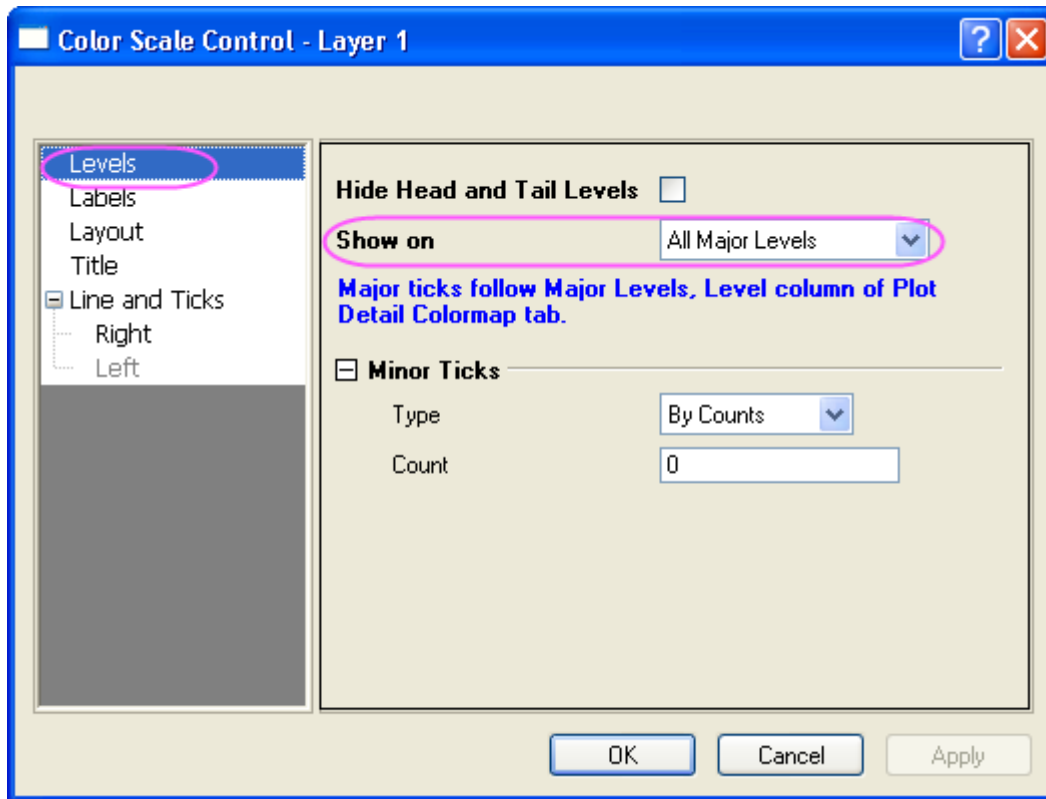 Color Scale Control - Layer 1
Levels
Labels
Layout
Title
Line and Ticks
Right
Left
Hide Head and Tail Levels
Show on
All Major Levels
Major ticks follow Major Levels, Level column of Plot
Detail Colormap tab.
Minor Ticks
Type
By Counts
Count
0
OK
Cancel
Apply